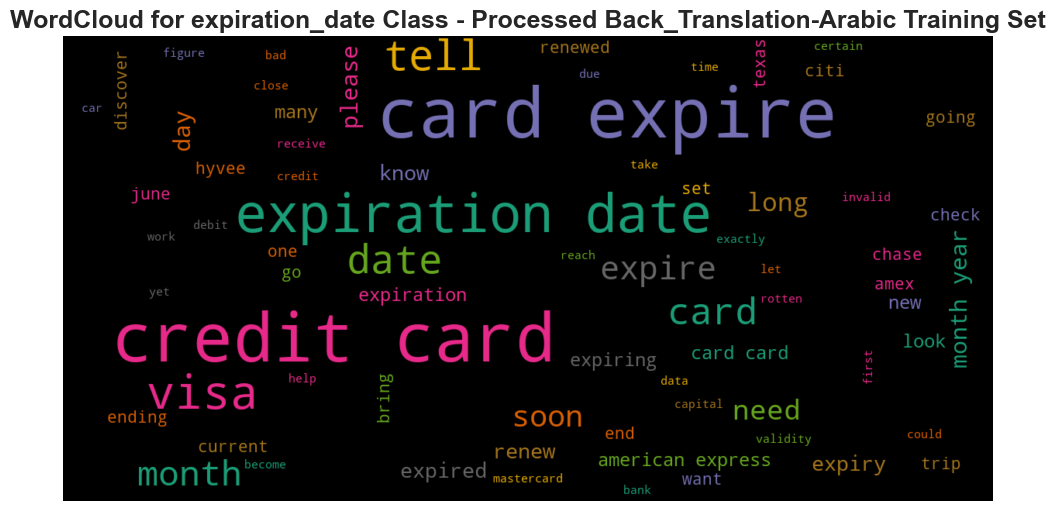 WordCloud for expiration_date Class - Processed Back_Translation-Arabic Training Set
figure
bad
tell
renewed
certain
discover
close
please
due
time
texas
citi
car
day
many
card expire
going
receive
hyvee
credit
know
take
june
set
long
invalid
check
debit
expiration date
work
one
date
exactly
chase
month year
go
reach
expire
let
amex
yet
expiration
card
rotten
new
credit card
look
expiring
card card
first
visa
help
bring
data
ending
soon
capital
need
current
end
validity
could
month
become
expired
renew
american express
expiry
trip
mastercard
want
bank